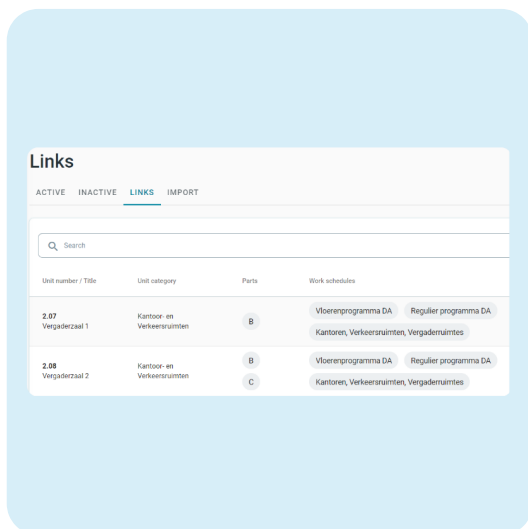 Links
ACTIVE INACTIVE LINKS IMPORT
Search
Unit number / Title Unit category Parts Work schedules
2.07
Vergaderzaal 1
Kantoor- en
Verkeersruimten
B
Vloerenprogramma DA Regulier programma DA
Kantoren, Verkeersruimten, Vergaderruimtes
2.08
Vergaderzaal 2
Kantoor- en
Verkeersruimten
B
C
Vloerenprogramma DA Regulier programma DA
Kantoren, Verkeersruimten, Vergaderruimtes